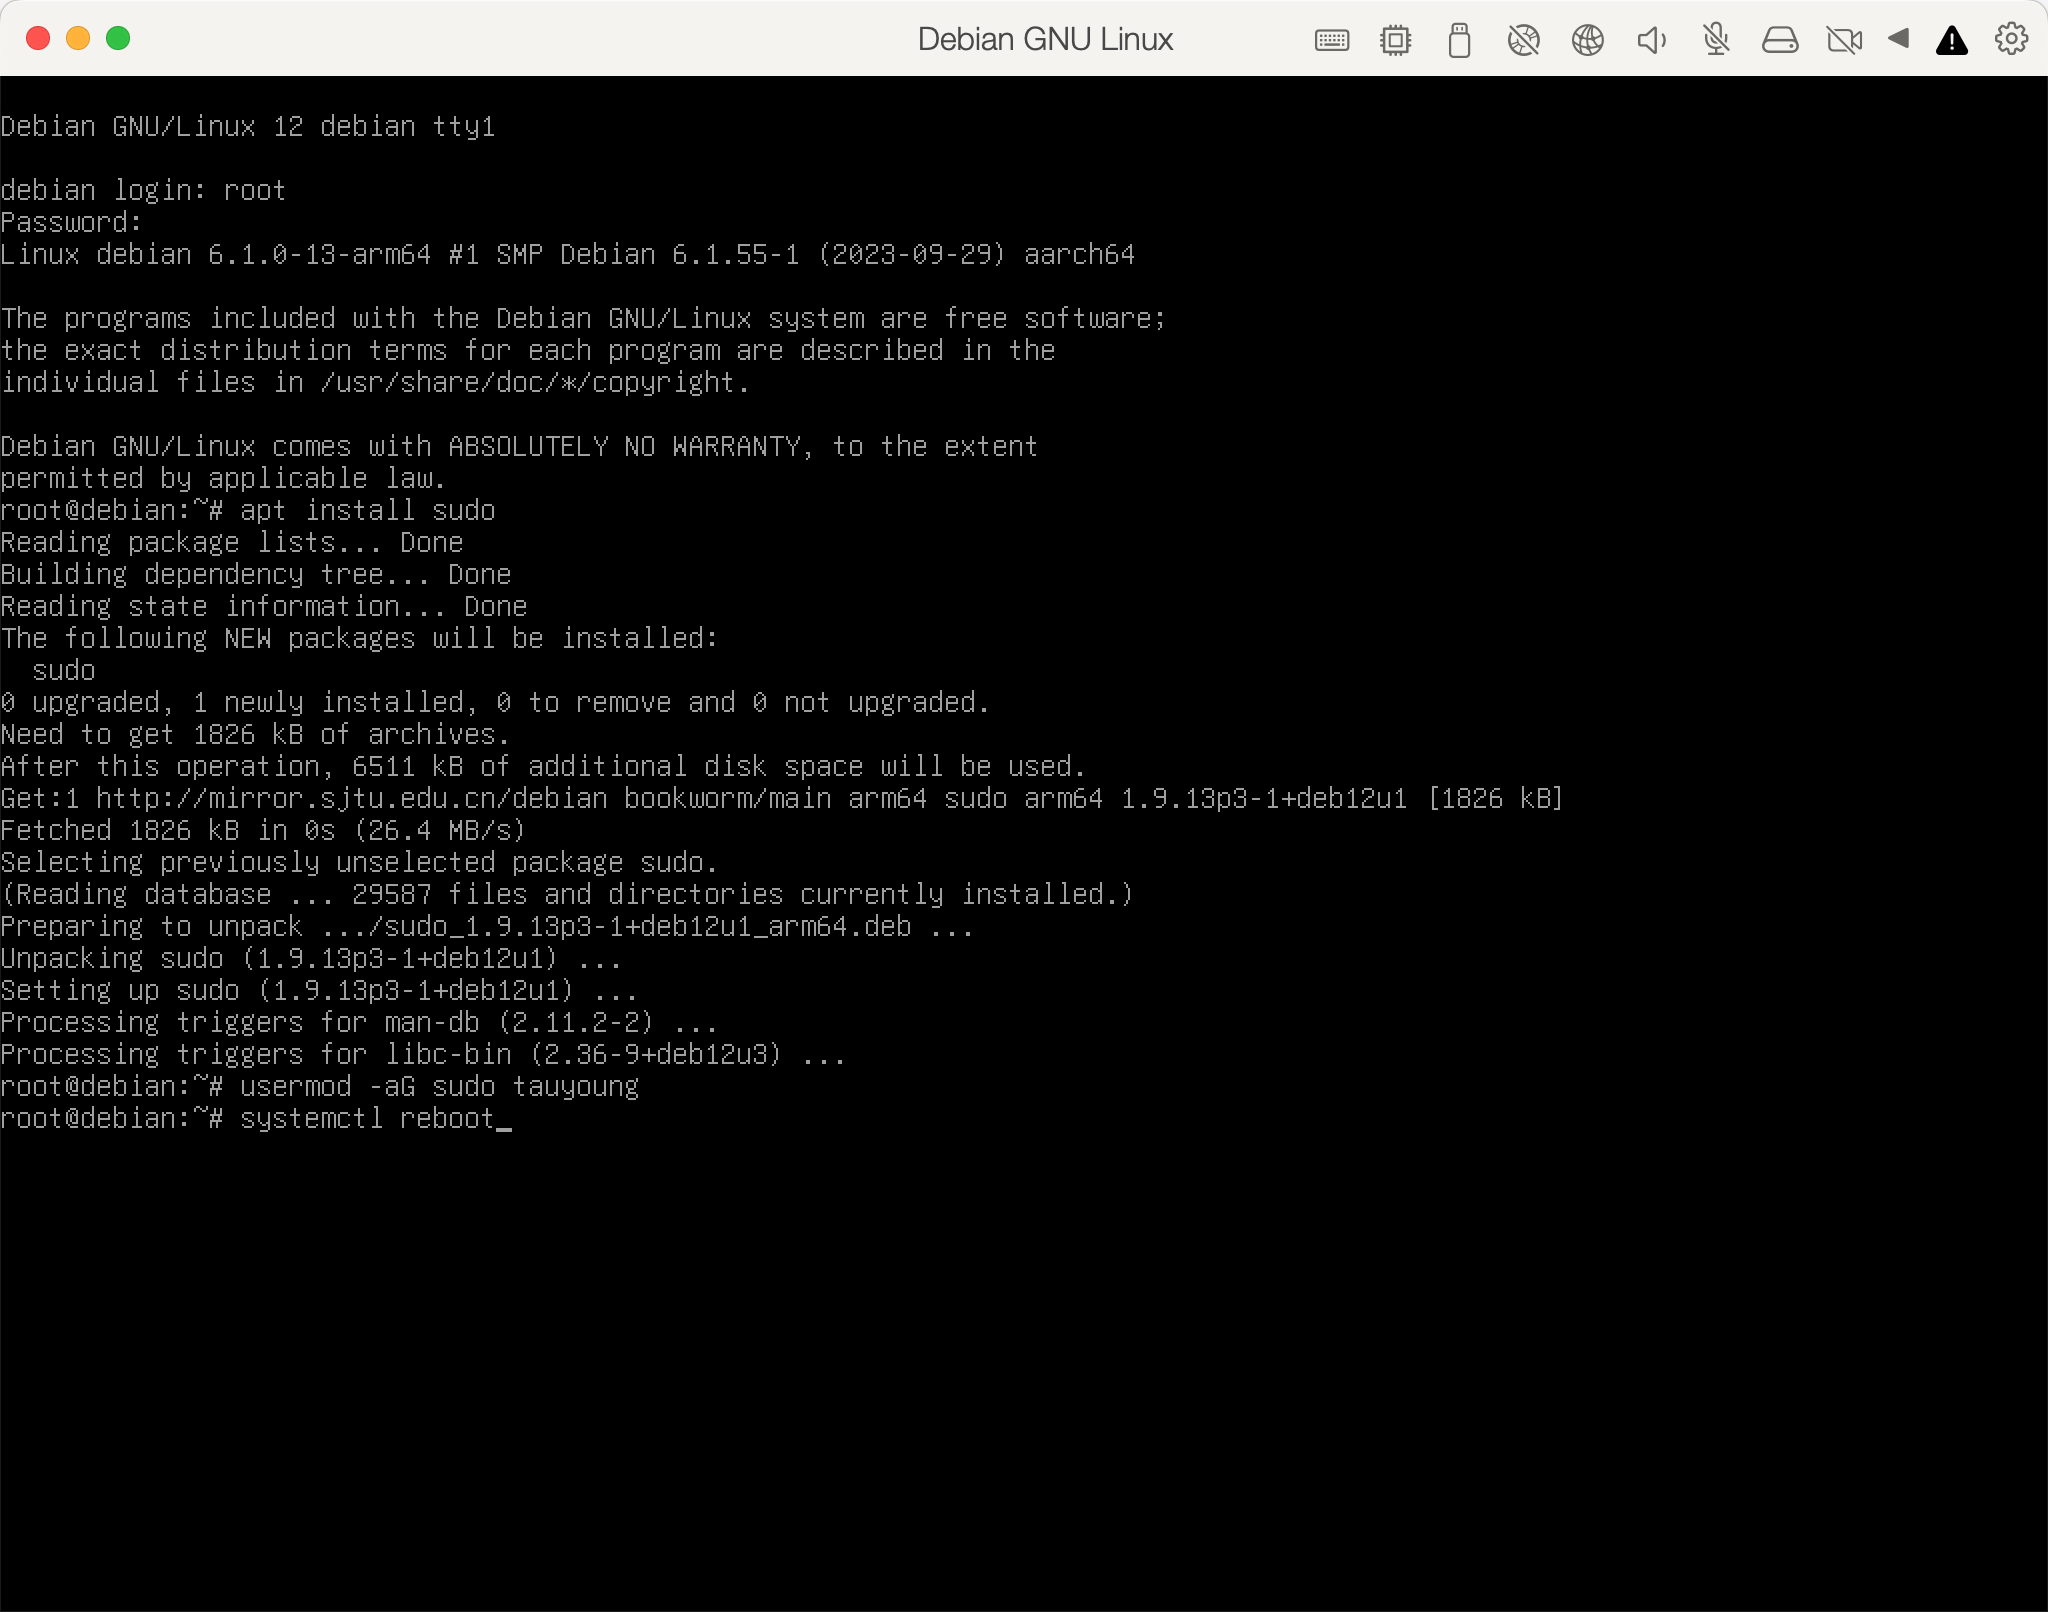 Debian GNU Linux
Debian GNU/Linux 12 debian tty1
debian login: root
Password:
Linux debian 6.1.0-13-arm64 #1 SMP Debian 6.1.55-1 (2023-09-29) aarch64
The programs included with the Debian GNU/Linux system are free software;
the exact distribution terms for each program are described in the
individual files in /usr/share/doc/*/copyright.
Debian GNU/Linux comes with ABSOLUTELY NO WARRANTY, to the extent
permitted by applicable law.
root@debian:~# apt install sudo
Reading package lists... Done
Building dependency tree... Done
Reading state information... Done
The following NEW packages will be installed:
  sudo
0 upgraded, 1 newly installed, 0 to remove and 0 not upgraded.
Need to get 1826 kB of archives.
After this operation, 6511 kB of additional disk space will be used.
Get:1 http://mirror.sjtu.edu.cn/debian bookworm/main arm64 sudo arm64 1.9.13p3-1+deb12u1 [1826 kB]
Fetched 1826 kB in 0s (26.4 MB/s)
Selecting previously unselected package sudo.
(Reading database ... 29587 files and directories currently installed.)
Preparing to unpack .../sudo_1.9.13p3-1+deb12u1_arm64.deb ...
Unpacking sudo (1.9.13p3-1+deb12u1) ...
Setting up sudo (1.9.13p3-1+deb12u1) ...
Processing triggers for man-db (2.11.2-2) ...
Processing triggers for libc-bin (2.36-9+deb12u3) ...
root@debian:~# usermod -aG sudo tauyoung
root@debian:~# systemctl reboot_